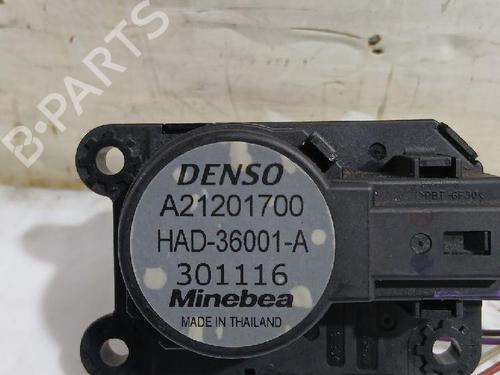 B-PARTS
DENSO
A21201700
HAD-36001-A
301116
Minebea
MADE IN THAILAND